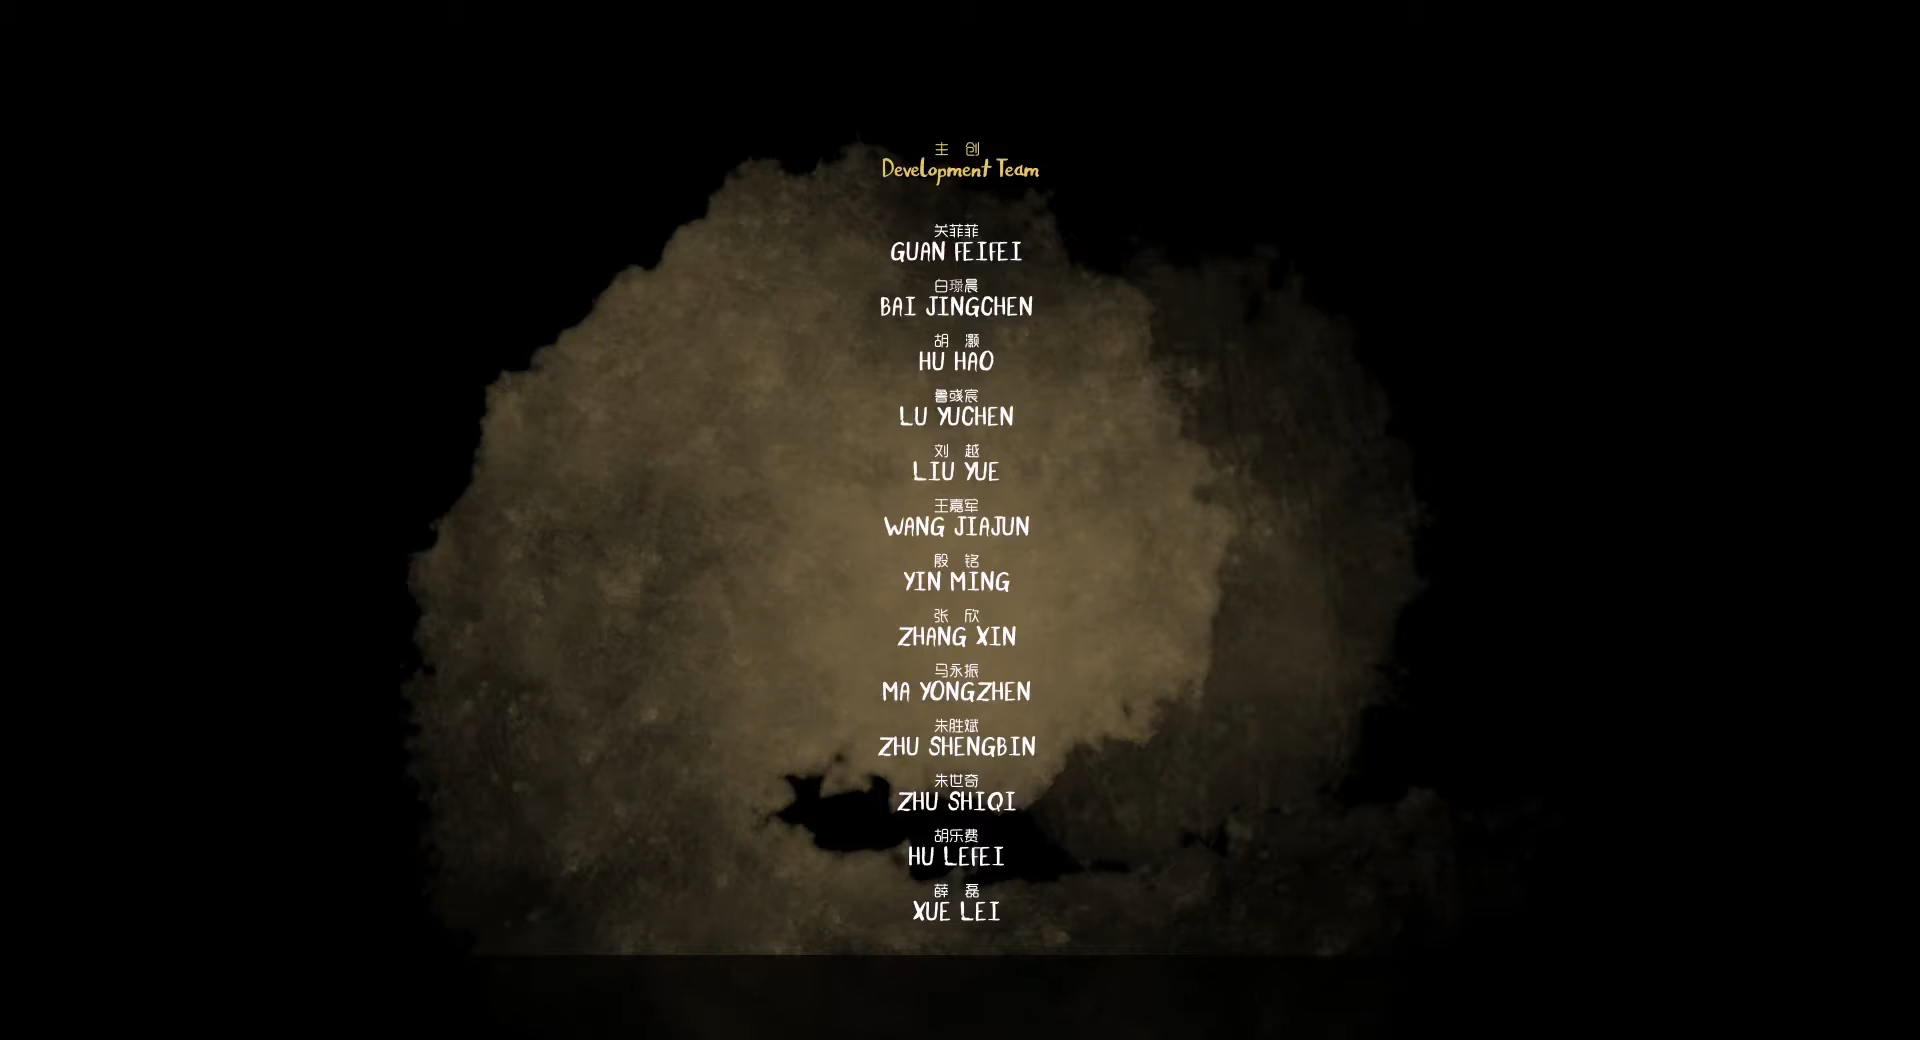 主 创
Development Team
关菲菲
GUAN FEIFEI
白璟晨
BAI JINGCHEN
胡 灏
HU HAO
鲁彧宸
LU YUCHEN
刘 越
LIU YUE
王嘉军
WANG JIAJUN
殷 铭
YIN MING
张 欣
ZHANG XIN
马永振
MA YONGZHEN
朱胜斌
ZHU SHENGBIN
朱世奇
ZHU SHIQI
胡乐费
HU LEFEI
薛 磊
XUE LEI